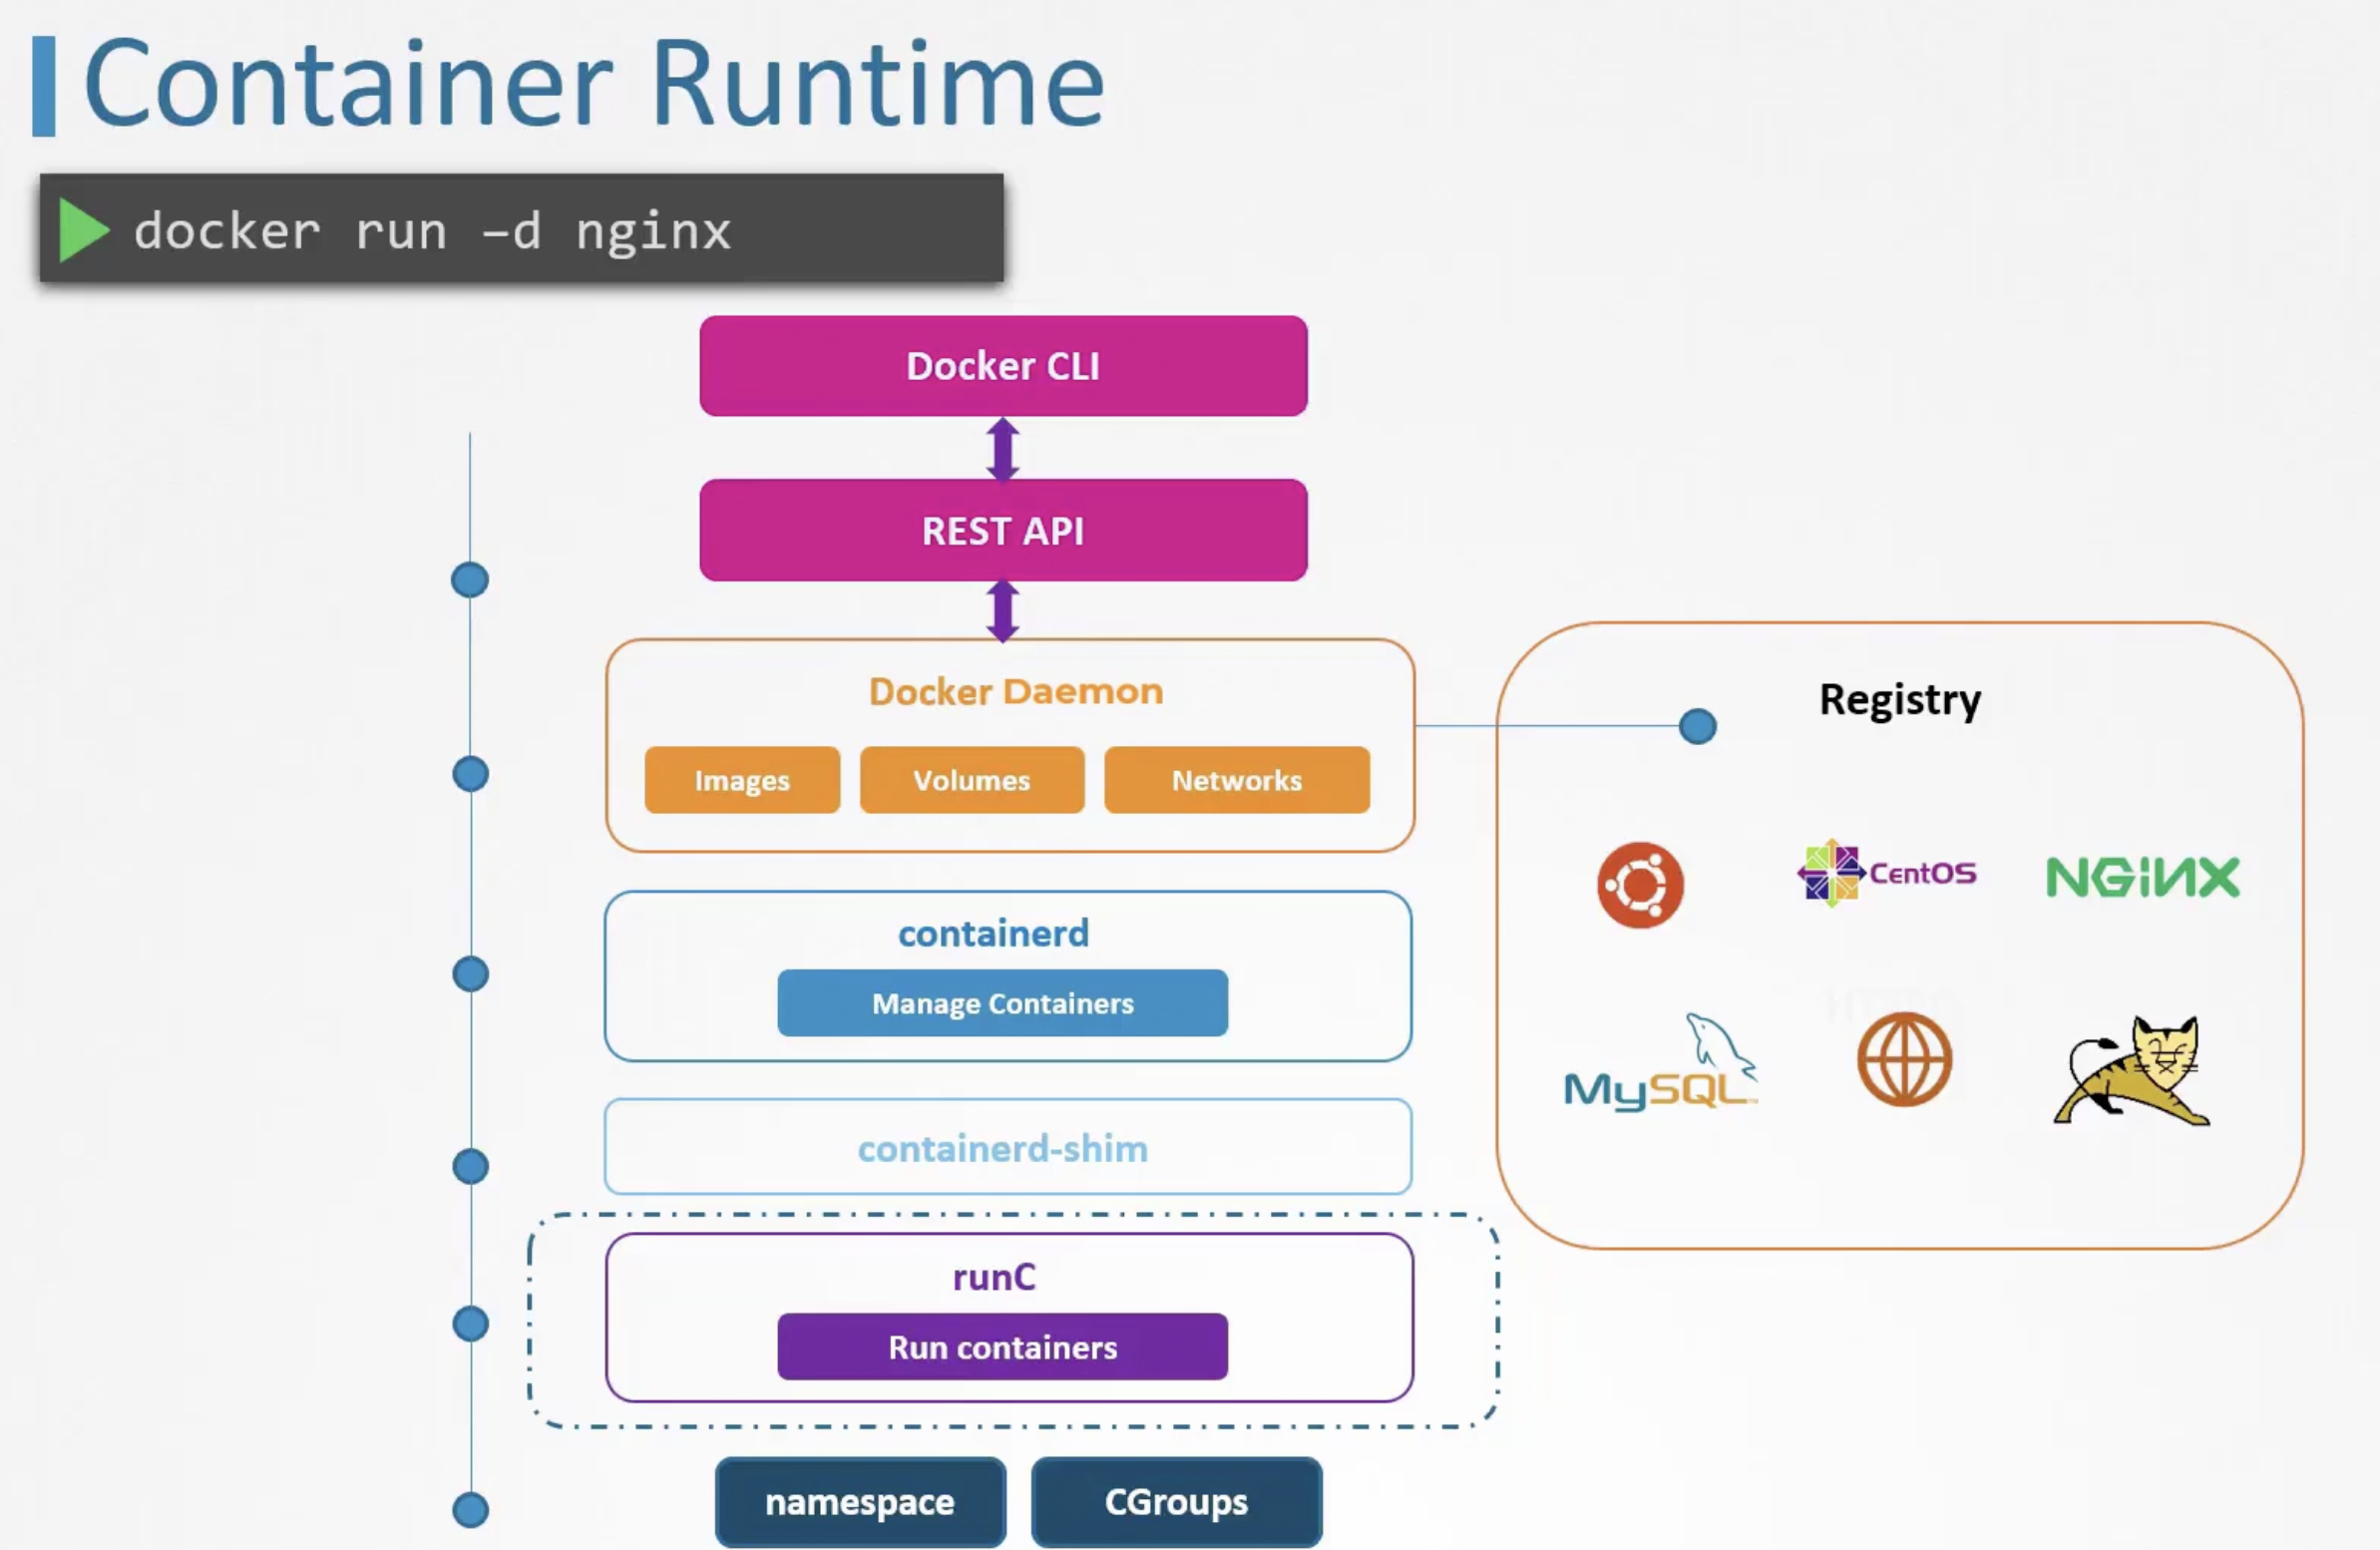 Container Runtime
docker run –d nginx
Docker CLI
REST API
Docker Daemon
Images Volumes Networks
Registry
CentOS NGiNX
containerd
Manage Containers
MySQL
containerd-shim
runC
Run containers
namespace CGroups